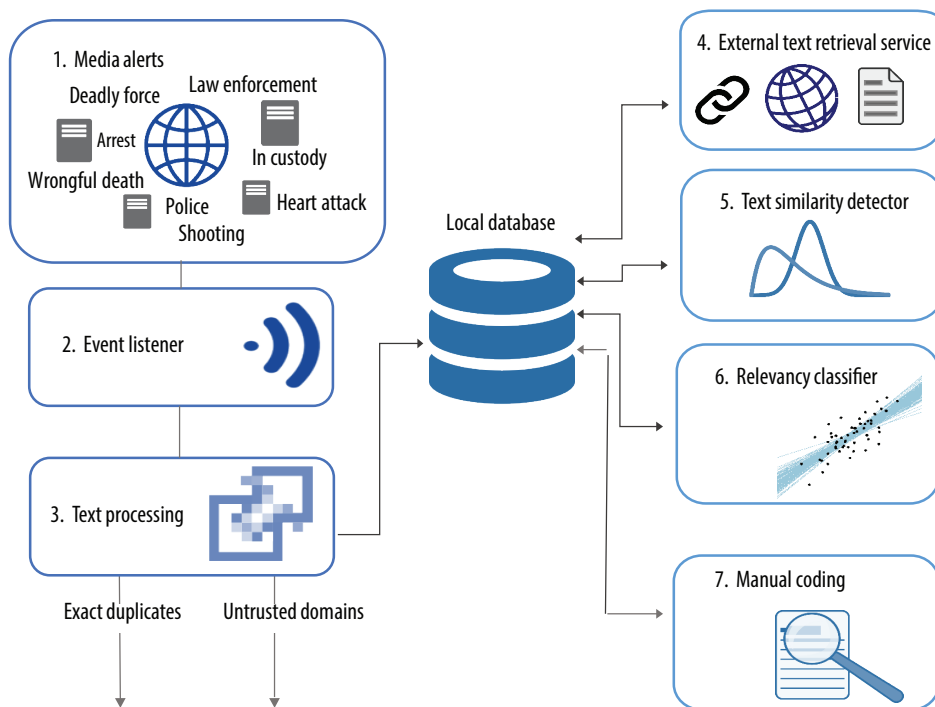 1. Media alerts
Deadly force
Law enforcement
Arrest
In custody
Wrongful death
Police
Shooting
Heart attack
2. Event listener
3. Text processing
Exact duplicates
Untrusted domains
Local database
4. External text retrieval service
5. Text similarity detector
6. Relevancy classifier
7. Manual coding